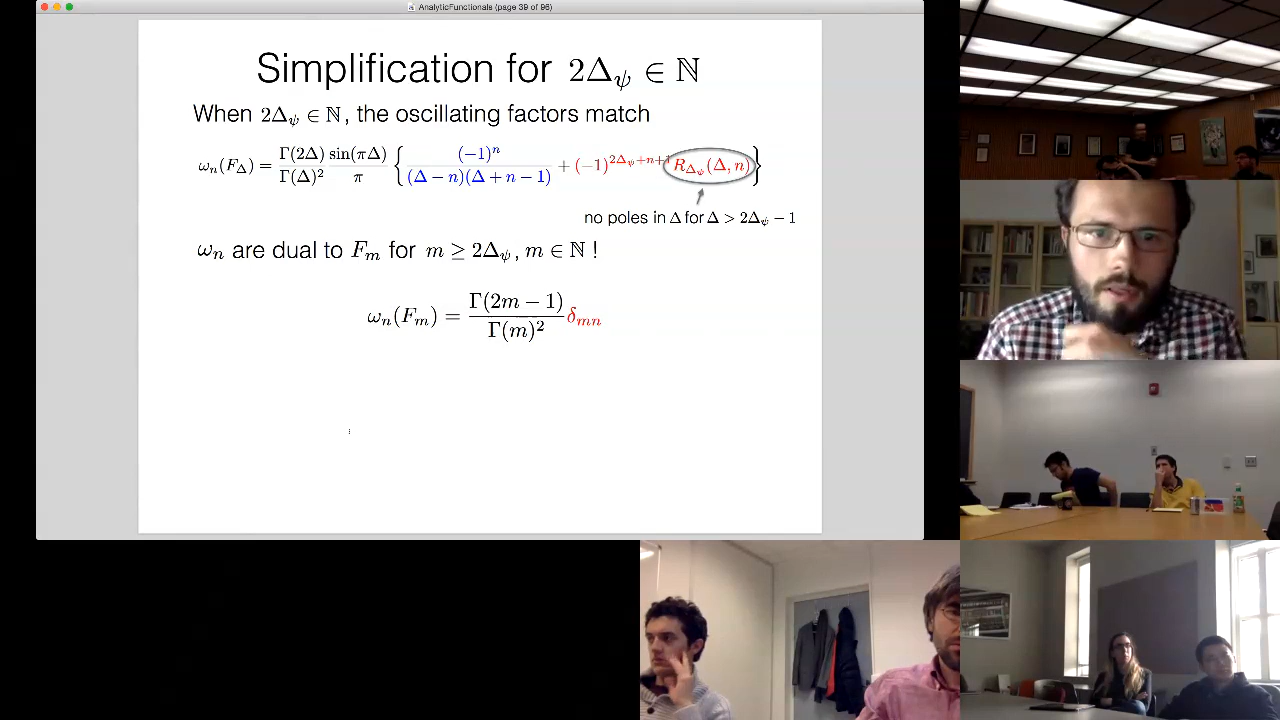 AnalyticFunctionals (page 39 of 96)
Simplification for 2Δ_ψ ∈ ℕ
When 2Δ_ψ ∈ ℕ, the oscillating factors match
ω_n(F_Δ) = Γ(2Δ)/Γ(Δ)² sin(πΔ)/π { (-1)^n/((Δ − n)(Δ + n − 1)) + (-1)^{2Δ_ψ+n+1} R_{Δ_ψ}(Δ, n) }
no poles in Δ for Δ > 2Δ_ψ − 1
ω_n are dual to F_m for m ≥ 2Δ_ψ, m ∈ ℕ !
ω_n(F_m) = Γ(2m − 1)/Γ(m)² δ_{mn}